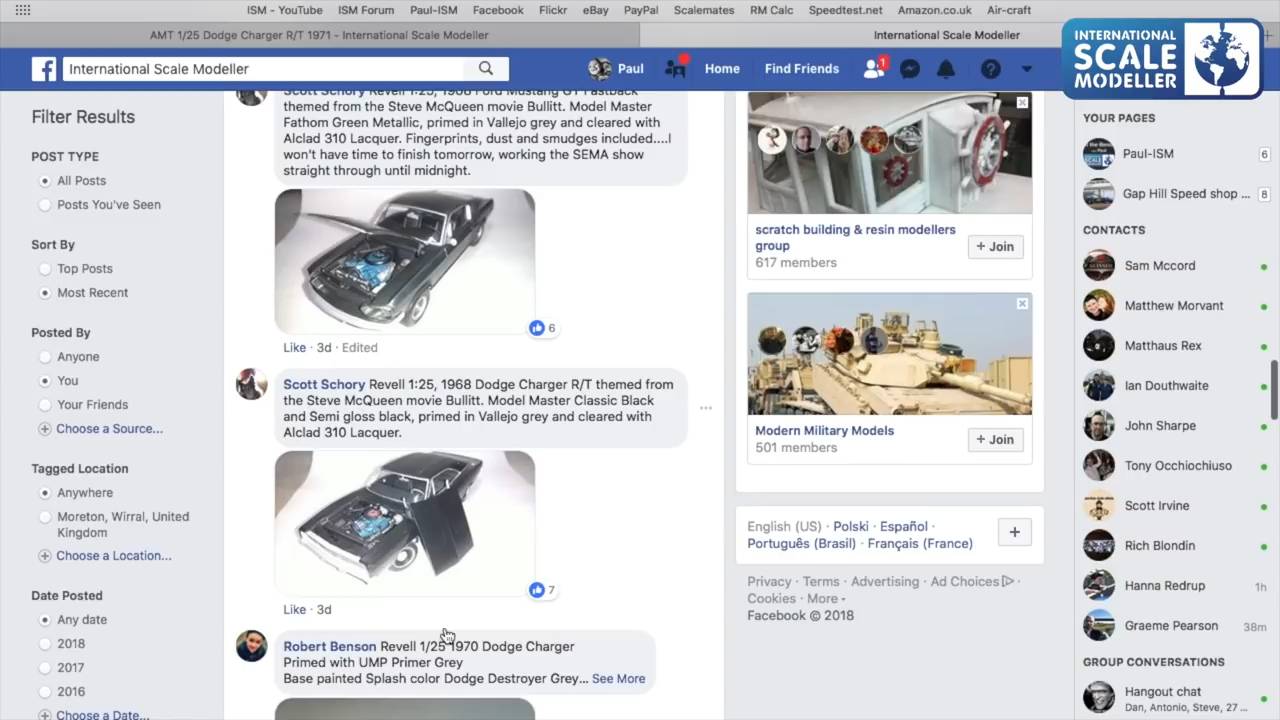 ISM - YouTube ISM Forum Paul-ISM Facebook Flickr eBay PayPal Scalemates RM Calc Speedtest.net Amazon.co.uk Air-craft
AMT 1/25 Dodge Charger R/T 1971 - International Scale Modeller
International Scale Modeller
INTERNATIONAL
SCALE
MODELLER
International Scale Modeller
Paul
Home
Find Friends
1
Filter Results
POST TYPE
All Posts
Posts You've Seen
Sort By
Top Posts
Most Recent
Posted By
Anyone
You
Your Friends
Choose a Source...
Tagged Location
Anywhere
Moreton, Wirral, United
Kingdom
Choose a Location...
Date Posted
Any date
2018
2017
2016
Choose a Date...
Scott Schory Revell 1:25, 1968 Ford Mustang GT Fastback
themed from the Steve McQueen movie Bullitt. Model Master
Fathom Green Metallic, primed in Vallejo grey and cleared with
Alclad 310 Lacquer. Fingerprints, dust and smudges included....I
won't have time to finish tomorrow, working the SEMA show
straight through until midnight.
6
Like · 3d · Edited
Scott Schory Revell 1:25, 1968 Dodge Charger R/T themed from
the Steve McQueen movie Bullitt. Model Master Classic Black
and Semi gloss black, primed in Vallejo grey and cleared with
Alclad 310 Lacquer.
7
Like · 3d
Robert Benson Revell 1/25 1970 Dodge Charger
Primed with UMP Primer Grey
Base painted Splash color Dodge Destroyer Grey... See More
scratch building & resin modellers
group
617 members
+ Join
Modern Military Models
501 members
+ Join
English (US) · Polski · Español ·
Português (Brasil) · Français (France)
Privacy · Terms · Advertising · Ad Choices ·
Cookies · More
Facebook © 2018
YOUR PAGES
Paul-ISM 6
Gap Hill Speed shop ... 8
CONTACTS
Sam Mccord
Matthew Morvant
Matthaus Rex
Ian Douthwaite
John Sharpe
Tony Occhiochiuso
Scott Irvine
Rich Blondin
Hanna Redrup 1h
Graeme Pearson 38m
GROUP CONVERSATIONS
Hangout chat
Dan, Antonio, Steve, 27 ...